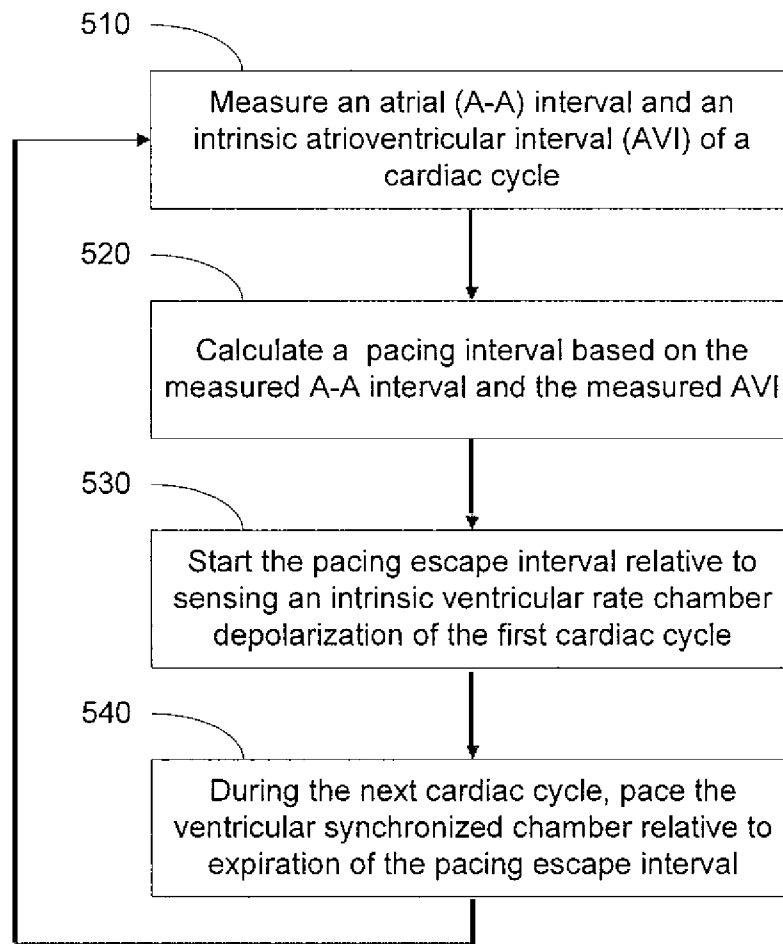 510
Measure an atrial (A-A) interval and an
intrinsic atrioventricular interval (AVI) of a
cardiac cycle
520
Calculate a pacing interval based on the
measured A-A interval and the measured AVI
530
Start the pacing escape interval relative to
sensing an intrinsic ventricular rate chamber
depolarization of the first cardiac cycle
540
During the next cardiac cycle, pace the
ventricular synchronized chamber relative to
expiration of the pacing escape interval